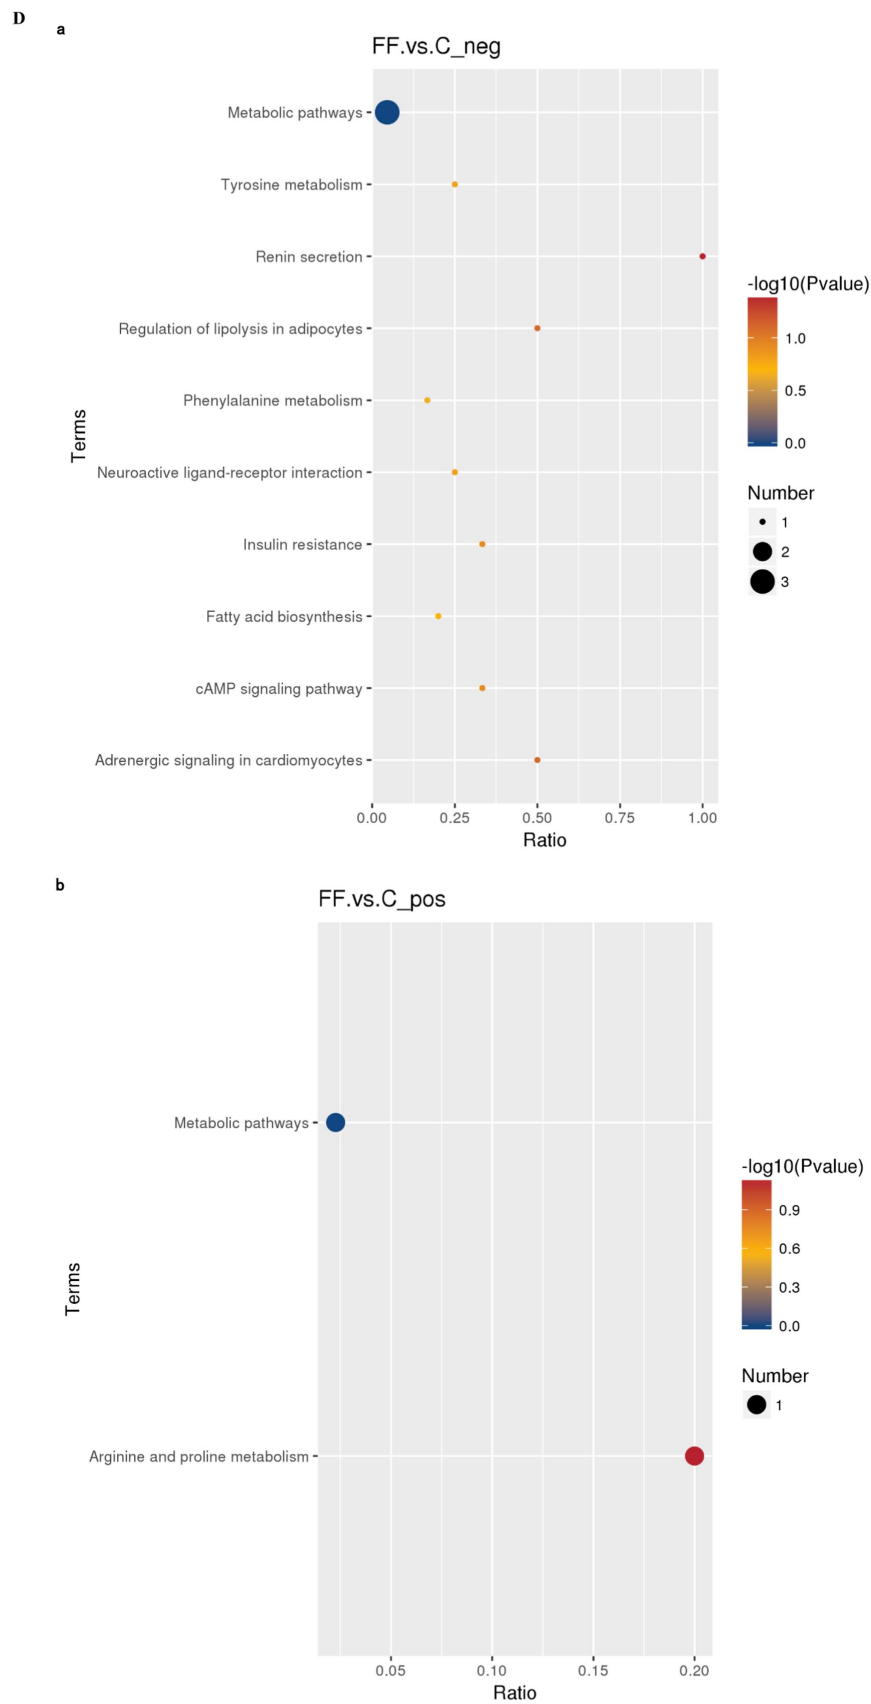 D
a
FF.vs.C_neg
Metabolic pathways
Tyrosine metabolism
Renin secretion
Regulation of lipolysis in adipocytes
Phenylalanine metabolism
Neuroactive ligand-receptor interaction
Insulin resistance
Fatty acid biosynthesis
cAMP signaling pathway
Adrenergic signaling in cardiomyocytes
Terms
0.00 0.25 0.50 0.75 1.00
Ratio
-log10(Pvalue)
1.0
0.5
0.0
Number
1
2
3
b
FF.vs.C_pos
Metabolic pathways
Arginine and proline metabolism
Terms
0.05 0.10 0.15 0.20
Ratio
-log10(Pvalue)
0.9
0.6
0.3
0.0
Number
1